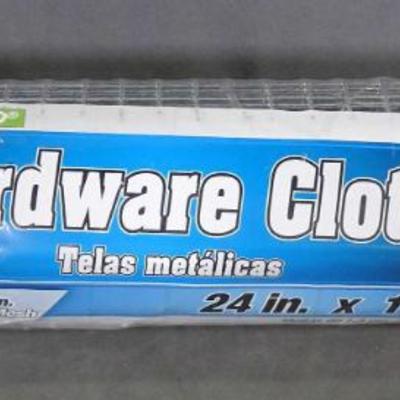 rdware Clot
Telas metálicas
n.
24 in. x 1